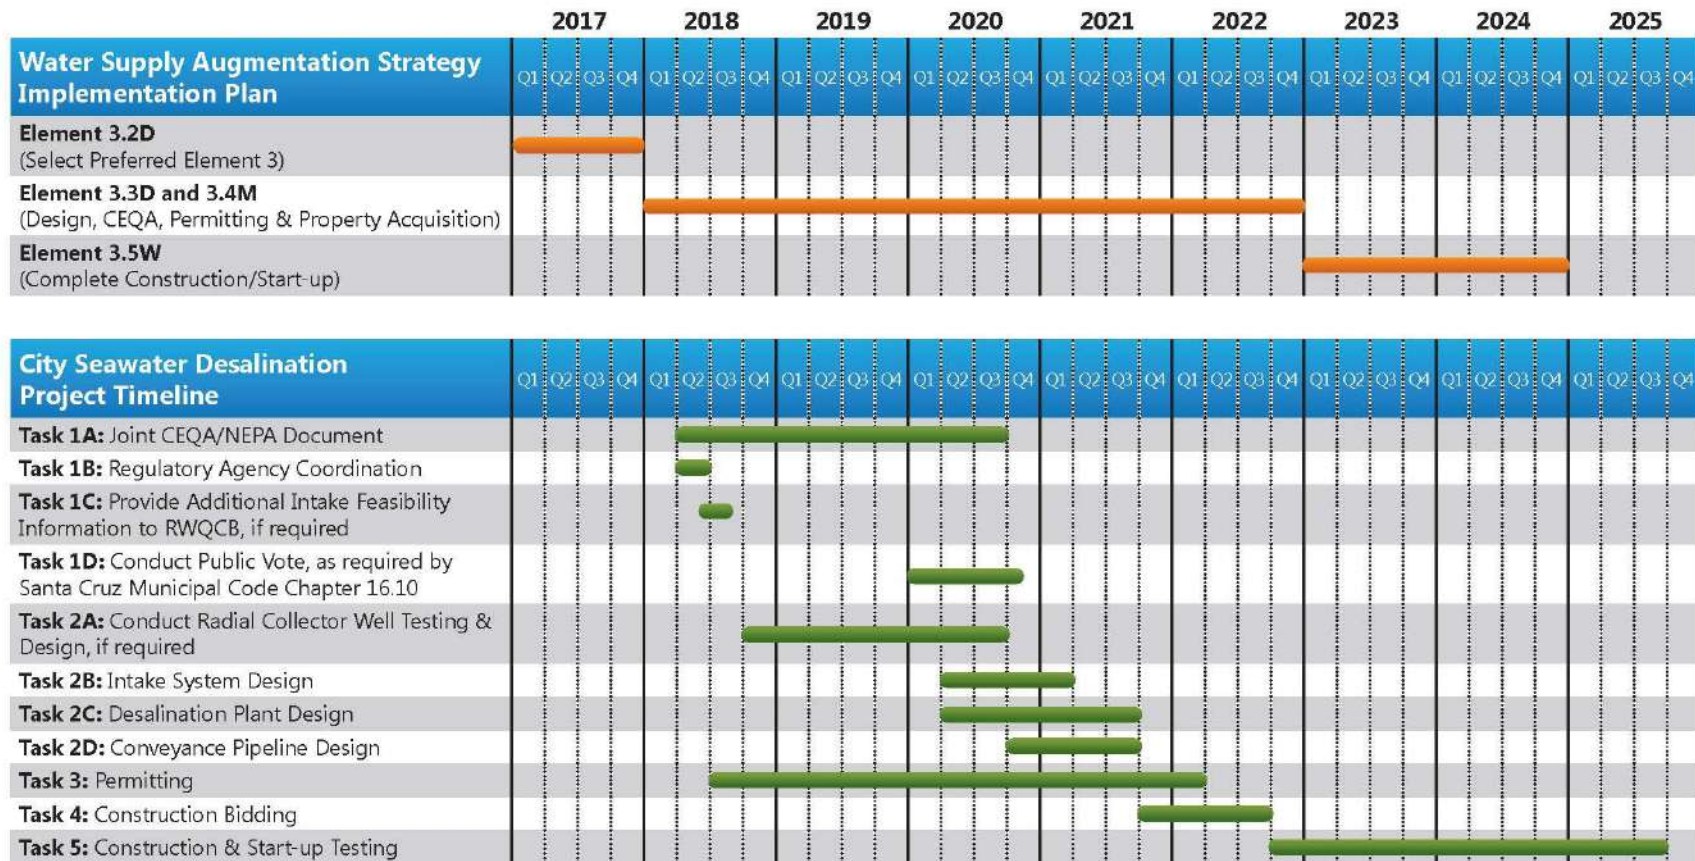 2017 2018 2019 2020 2021 2022 2023 2024 2025
Water Supply Augmentation Strategy
Implementation Plan
Q1 Q2 Q3 Q4 Q1 Q2 Q3 Q4 Q1 Q2 Q3 Q4 Q1 Q2 Q3 Q4 Q1 Q2 Q3 Q4 Q1 Q2 Q3 Q4 Q1 Q2 Q3 Q4 Q1 Q2 Q3 Q4 Q1 Q2 Q3 Q4
Element 3.2D
(Select Preferred Element 3)
Element 3.3D and 3.4M
(Design, CEQA, Permitting & Property Acquisition)
Element 3.5W
(Complete Construction/Start-up)
City Seawater Desalination
Project Timeline
Q1 Q2 Q3 Q4 Q1 Q2 Q3 Q4 Q1 Q2 Q3 Q4 Q1 Q2 Q3 Q4 Q1 Q2 Q3 Q4 Q1 Q2 Q3 Q4 Q1 Q2 Q3 Q4 Q1 Q2 Q3 Q4 Q1 Q2 Q3 Q4
Task 1A: Joint CEQA/NEPA Document
Task 1B: Regulatory Agency Coordination
Task 1C: Provide Additional Intake Feasibility
Information to RWQCB, if required
Task 1D: Conduct Public Vote, as required by
Santa Cruz Municipal Code Chapter 16.10
Task 2A: Conduct Radial Collector Well Testing &
Design, if required
Task 2B: Intake System Design
Task 2C: Desalination Plant Design
Task 2D: Conveyance Pipeline Design
Task 3: Permitting
Task 4: Construction Bidding
Task 5: Construction & Start-up Testing